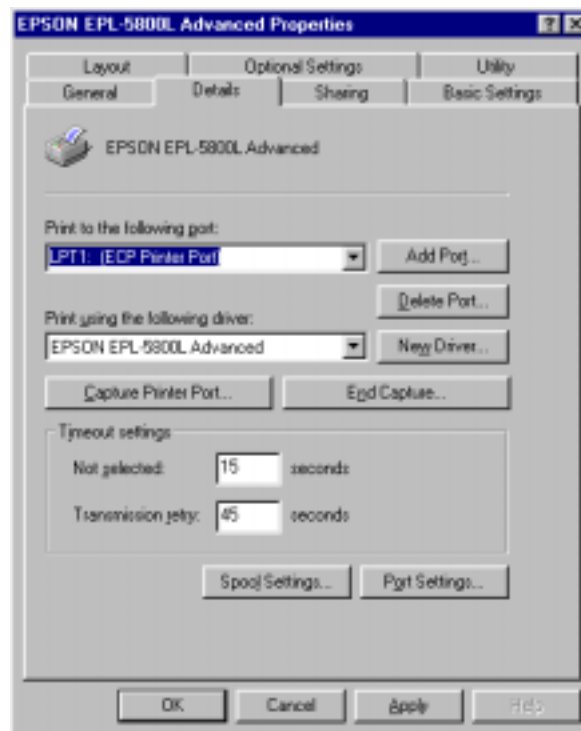 EPSON EPL-5800L Advanced Properties
Layout Optional Settings Utility
General Details Sharing Basic Settings
EPSON EPL-5800L Advanced
Print to the following port:
LPT1: (ECP Printer Port) Add Port...
Delete Port...
Print using the following driver:
EPSON EPL-5800L Advanced New Driver...
Capture Printer Port... End Capture...
Timeout settings
Not selected: 15 seconds
Transmission retry: 45 seconds
Spool Settings... Port Settings...
OK Cancel Apply Help